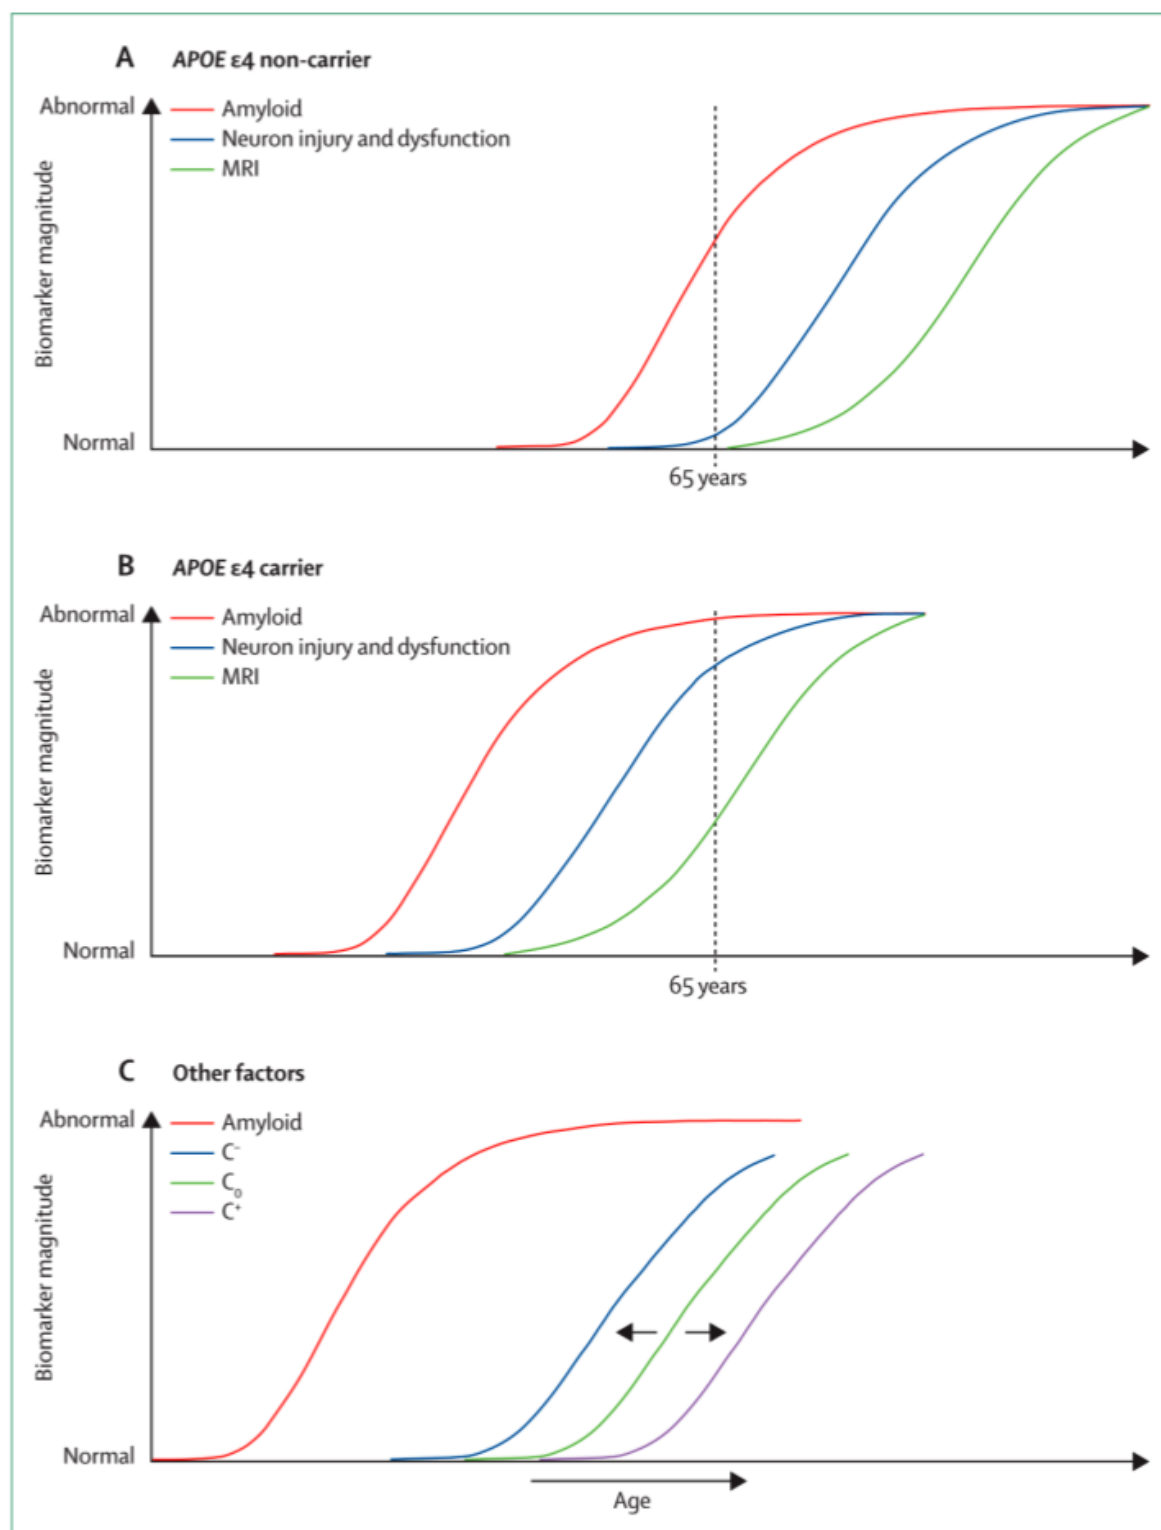 A APOE ε4 non-carrier
Abnormal
Amyloid
Neuron injury and dysfunction
MRI
Biomarker magnitude
Normal
65 years
B APOE ε4 carrier
Abnormal
Amyloid
Neuron injury and dysfunction
MRI
Biomarker magnitude
Normal
65 years
C Other factors
Abnormal
Amyloid
C⁻
C₀
C⁺
Biomarker magnitude
Normal
Age